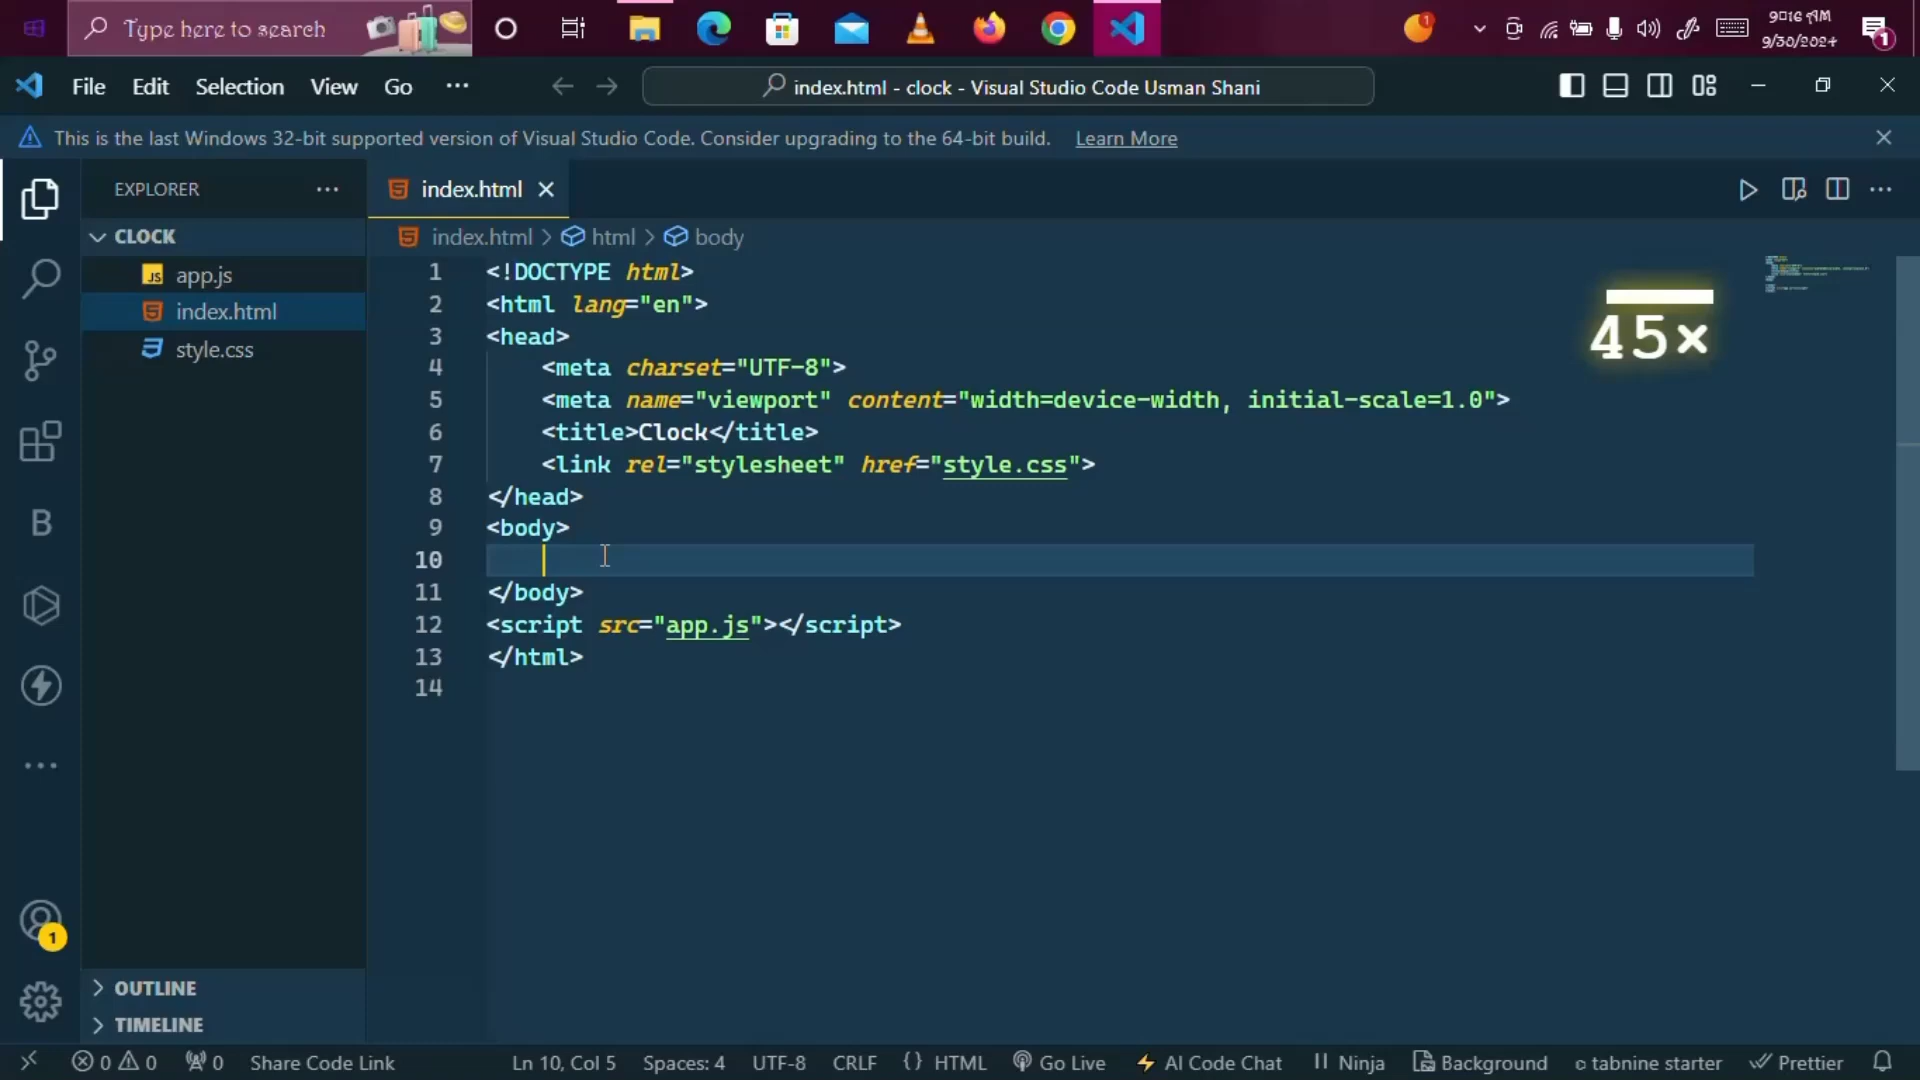 Type here to search
9:16 AM
9/30/2024
1
1
File Edit Selection View Go ···
index.html - clock - Visual Studio Code Usman Shani
This is the last Windows 32-bit supported version of Visual Studio Code. Consider upgrading to the 64-bit build. Learn More
EXPLORER ···
index.html
CLOCK
index.html > html > body
JS app.js
index.html
style.css
B
1
OUTLINE
TIMELINE
1 <!DOCTYPE html>
2 <html lang="en">
3 <head>
4     <meta charset="UTF-8">
5     <meta name="viewport" content="width=device-width, initial-scale=1.0">
6     <title>Clock</title>
7     <link rel="stylesheet" href="style.css">
8 </head>
9 <body>
10
11 </body>
12 <script src="app.js"></script>
13 </html>
14
45×
0 0 0 Share Code Link Ln 10, Col 5 Spaces: 4 UTF-8 CRLF {} HTML Go Live AI Code Chat Ninja Background tabnine starter Prettier